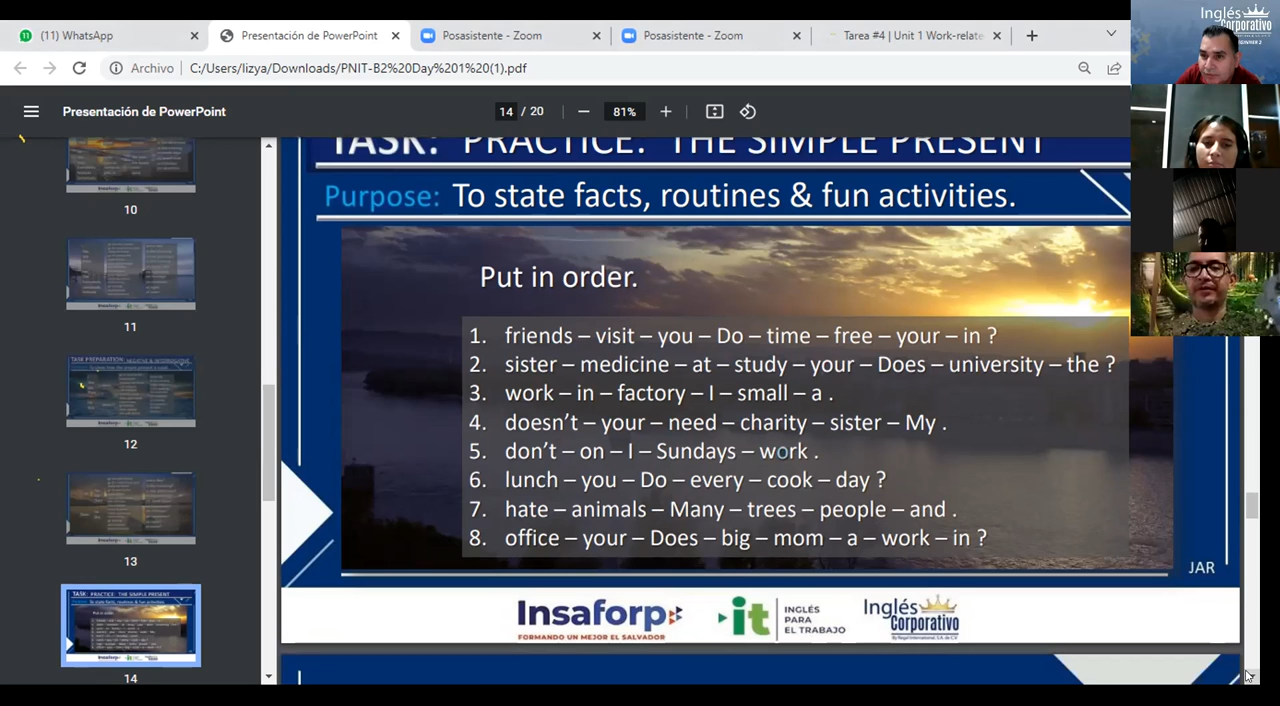 (11) WhatsApp
Presentación de PowerPoint
Posasistente - Zoom
Posasistente - Zoom
Tarea #4 | Unit 1 Work-relate
Archivo
C:/Users/lizya/Downloads/PNIT-B2%20Day%201%20(1).pdf
Presentación de PowerPoint
14 / 20
81%
Inglés
Corporativo
BEGINNER 2
10
11
12
13
14
TASK: PRACTICE: THE SIMPLE PRESENT
Purpose: To state facts, routines & fun activities.
Put in order.
1. friends – visit – you – Do – time – free – your – in ?
2. sister – medicine – at – study – your – Does – university – the ?
3. work – in – factory – I – small – a .
4. doesn't – your – need – charity – sister – My .
5. don't – on – I – Sundays – work .
6. lunch – you – Do – every – cook – day ?
7. hate – animals – Many – trees – people – and .
8. office – your – Does – big – mom – a – work – in ?
JAR
Insaforp
FORMANDO UN MEJOR EL SALVADOR
it
INGLÉS
PARA
EL TRABAJO
Inglés
Corporativo